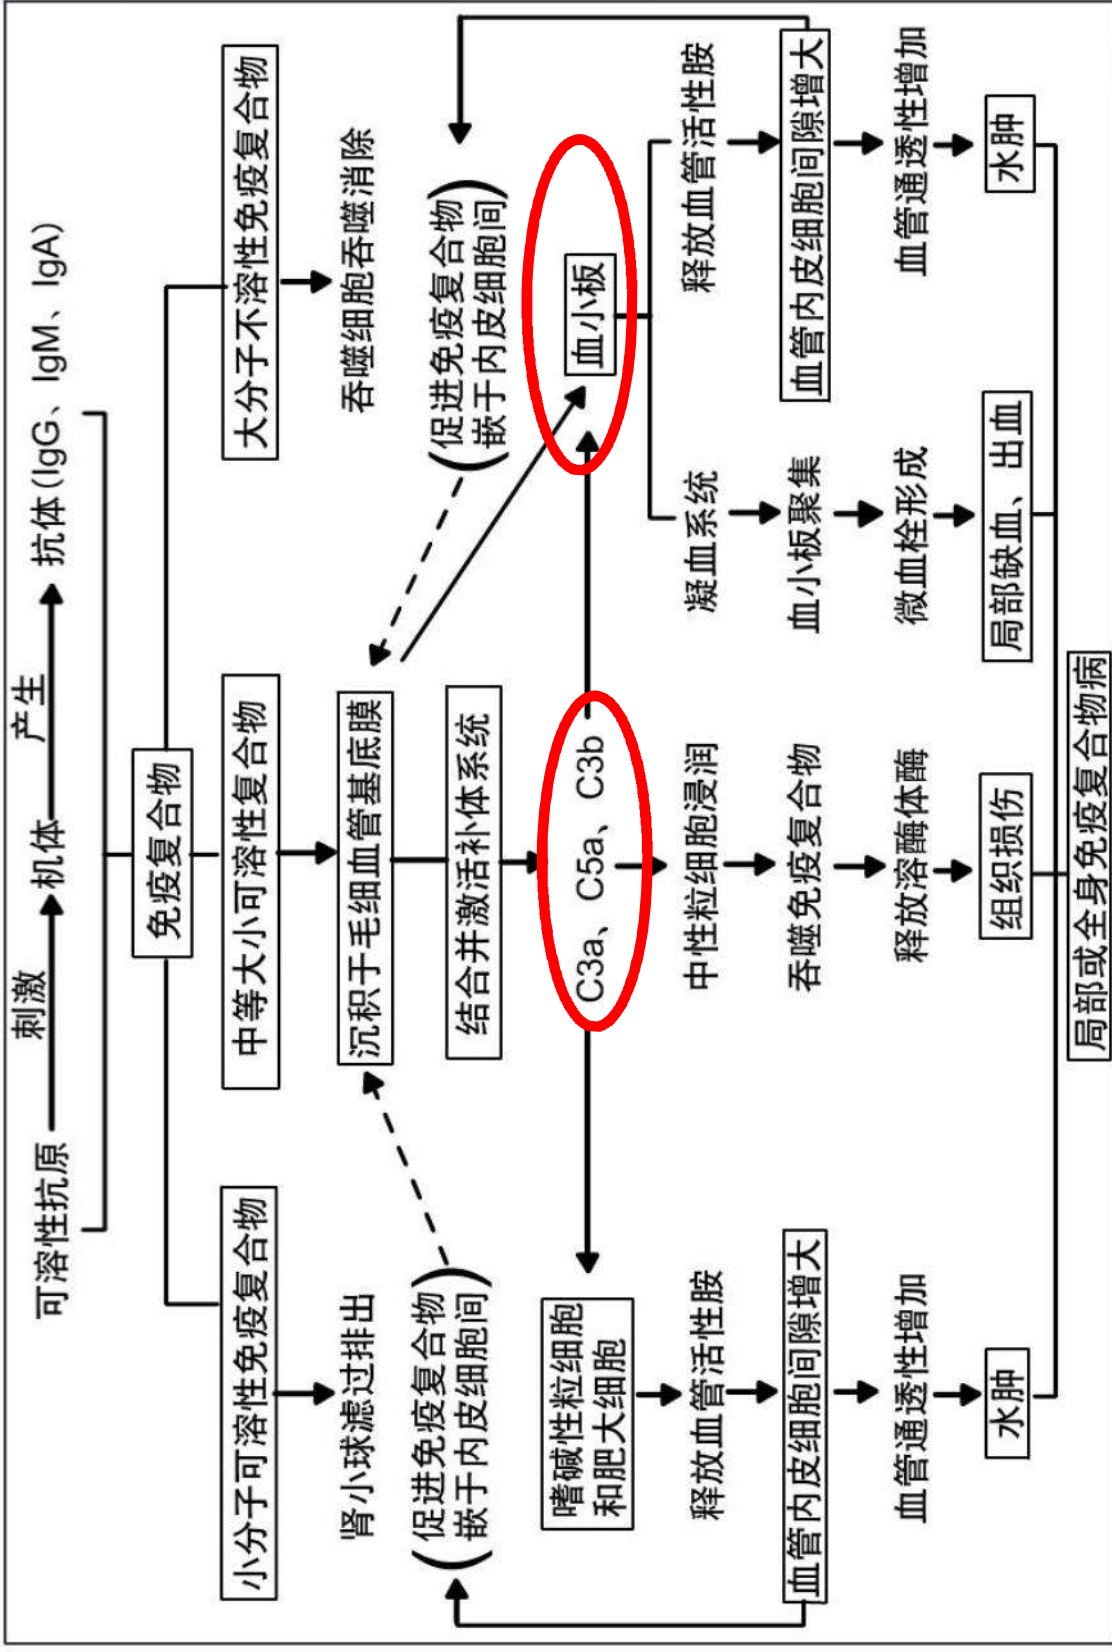 刺激
产生
可溶性抗原
机体
抗体(IgG、IgM、IgA)
免疫复合物
小分子可溶性免疫复合物
中等大小可溶性复合物
大分子不溶性免疫复合物
肾小球滤过排出
沉积于毛细血管基底膜
吞噬细胞吞噬消除
(促进免疫复合物
嵌于内皮细胞间)
结合并激活补体系统
(促进免疫复合物
嵌于内皮细胞间)
嗜碱性粒细胞
和肥大细胞
C3a、C5a、C3b
血小板
释放血管活性胺
中性粒细胞浸润
凝血系统
释放血管活性胺
血管内皮细胞间隙增大
吞噬免疫复合物
血小板聚集
血管内皮细胞间隙增大
血管通透性增加
释放溶酶体酶
微血栓形成
血管通透性增加
水肿
组织损伤
局部缺血、出血
水肿
局部或全身免疫复合物病